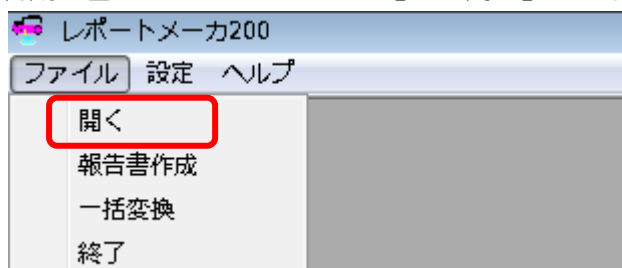 レポートメーカ200
ファイル 設定 ヘルプ
開く
報告書作成
一括変換
終了